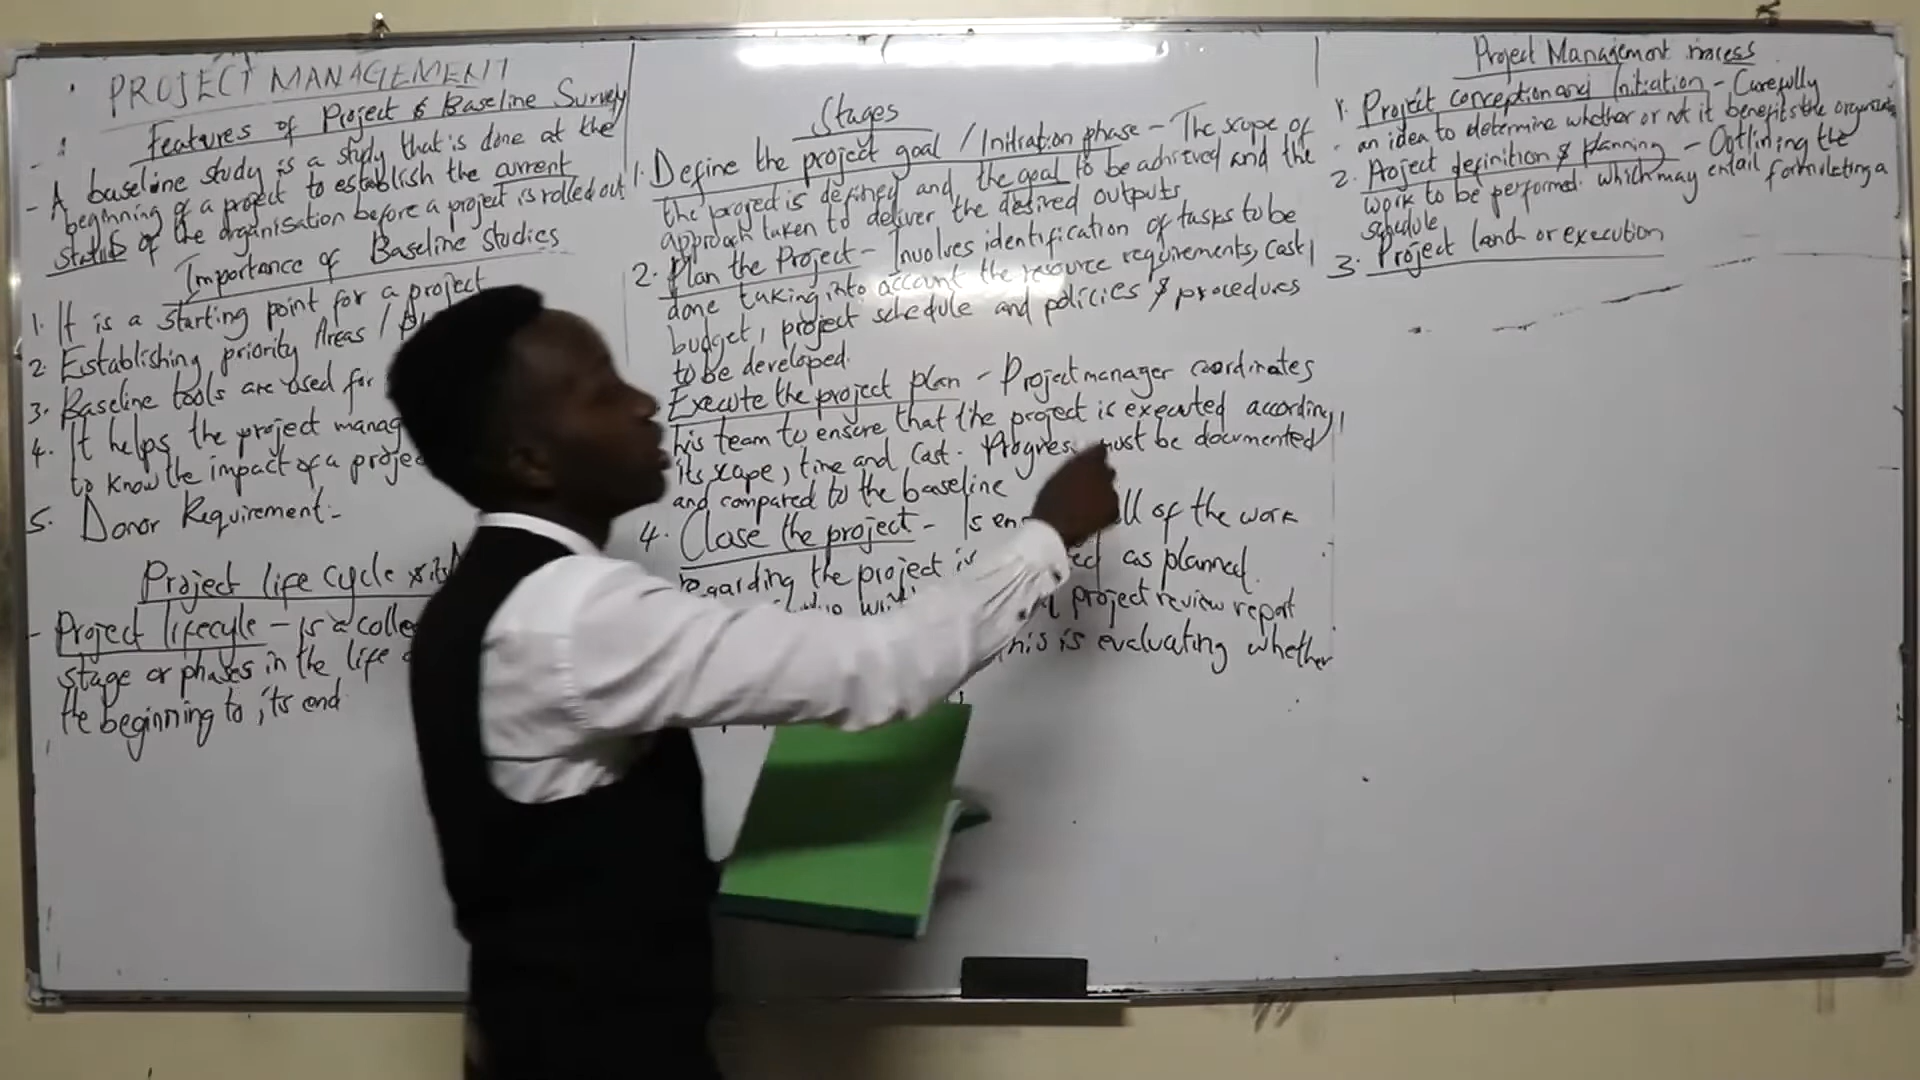 PROJECT MANAGEMENT
Features of Project & Baseline Survey
- A baseline study is a study that is done at the
beginning of a project to establish the current
status of the organisation before a project is rolled out
Importance of Baseline Studies
1. It is a starting point for a project
2. Establishing priority Areas /
3. Baseline tools are used for
4. It helps the project
to know the impact of a
5. Donor Requirement:-
Project life cycle
- Project lifecyle - Is a
stage or phases in the life
the beginning to its end
Stages
1. Define the project goal / Initiation phase - The scope of
the project is defined and the goal to be achieved and the
approach taken to deliver the desired outputs
2. Plan the Project - Involves identification of tasks to be
done taking into account the resource requirements, cost /
budget, project schedule and policies & procedures
to be developed.
Execute the project plan - Project manager coordinates
his team to ensure that the project is executed according
its scope, time and cost. Progress must be documented
and compared to the baseline
4. Close the project - Is all of the work
regarding the project is as planned.
project review report
This is evaluating whether
Project Management Process
1. Project conception and Initiation - Carefully
- an idea to determine whether or not it benefits the
2. Project definition & planning - Outlining the
work to be performed. which may entail formuleting a
schedule
3. Project lanch or execution